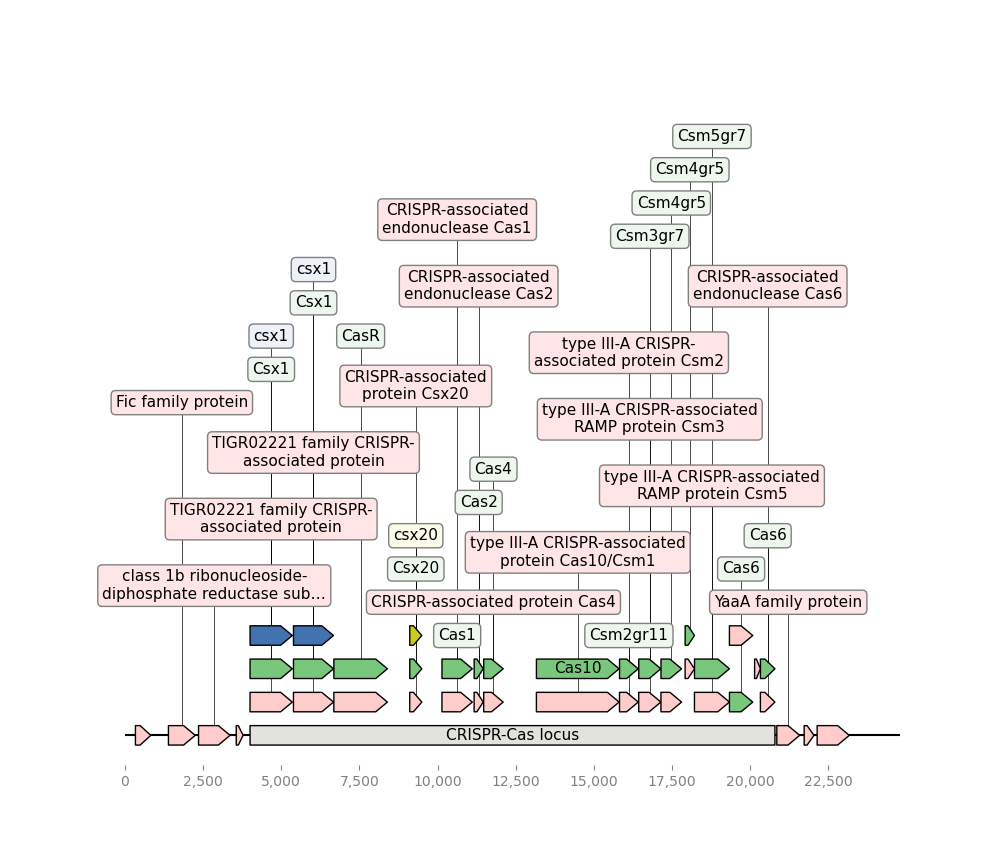 Csm5gr7
Csm4gr5
Csm4gr5
CRISPR-associated
endonuclease Cas1
Csm3gr7
csx1
CRISPR-associated
endonuclease Cas2
CRISPR-associated
endonuclease Cas6
Csx1
csx1
CasR
type III-A CRISPR-
associated protein Csm2
Csx1
CRISPR-associated
protein Csx20
Fic family protein
type III-A CRISPR-associated
RAMP protein Csm3
TIGR02221 family CRISPR-
associated protein
Cas4
type III-A CRISPR-associated
RAMP protein Csm5
Cas2
TIGR02221 family CRISPR-
associated protein
csx20
Cas6
type III-A CRISPR-associated
protein Cas10/Csm1
Csx20
Cas6
class 1b ribonucleoside-
diphosphate reductase sub...
CRISPR-associated protein Cas4
YaaA family protein
Cas1
Csm2gr11
Cas10
CRISPR-Cas locus
0
2,500
5,000
7,500
10,000
12,500
15,000
17,500
20,000
22,500